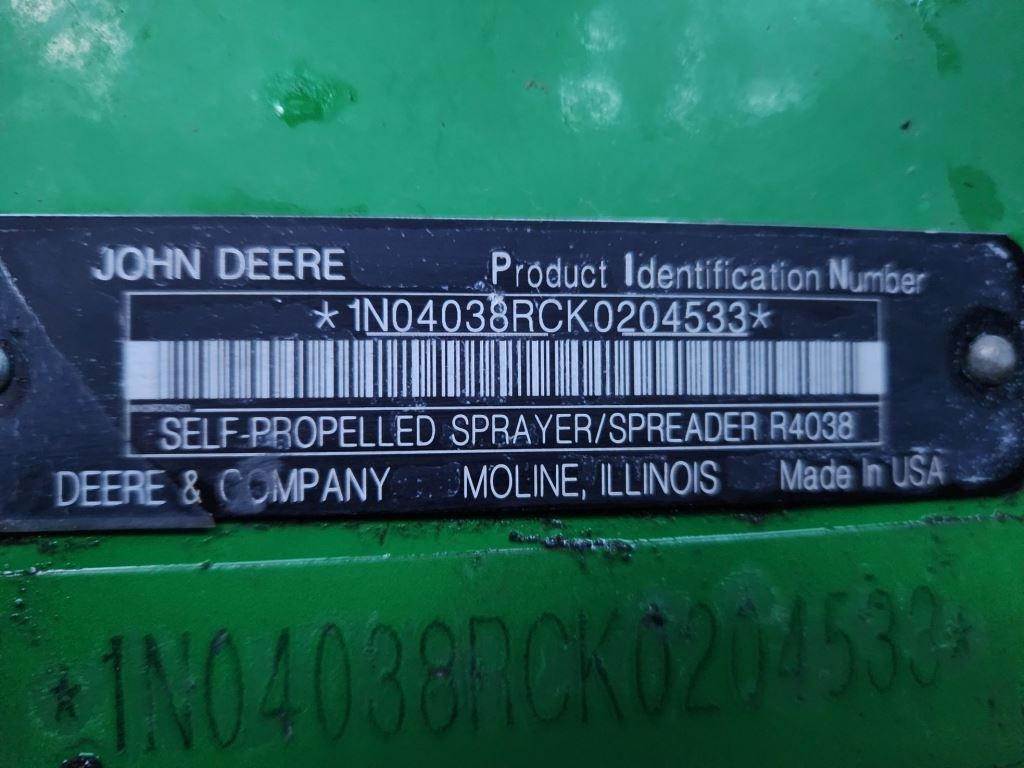 JOHN DEERE Product Identification Number
*1N04038RCK0204533*
SELF-PROPELLED SPRAYER/SPREADER R4038
DEERE & COMPANY MOLINE, ILLINOIS Made In USA
*1N04038RCK0204533*